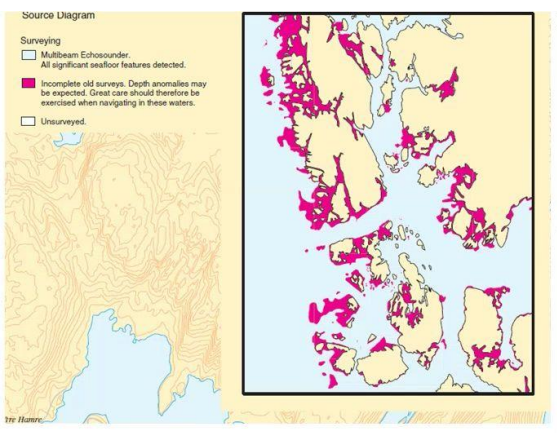 Source Diagram
Surveying
Multibeam Echosounder.
All significant seafloor features detected.
Incomplete old surveys. Depth anomalies may
be expected. Great care should therefore be
exercised when navigating in these waters.
Unsurveyed.
Hamre